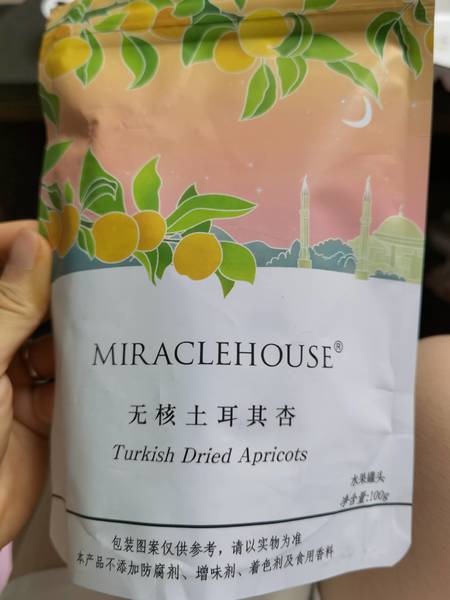 MIRACLEHOUSE®
无核土耳其杏
Turkish Dried Apricots
水果罐头
净含量:100g
包装图案仅供参考，请以实物为准
本产品不添加防腐剂、增味剂、着色剂及食用香料